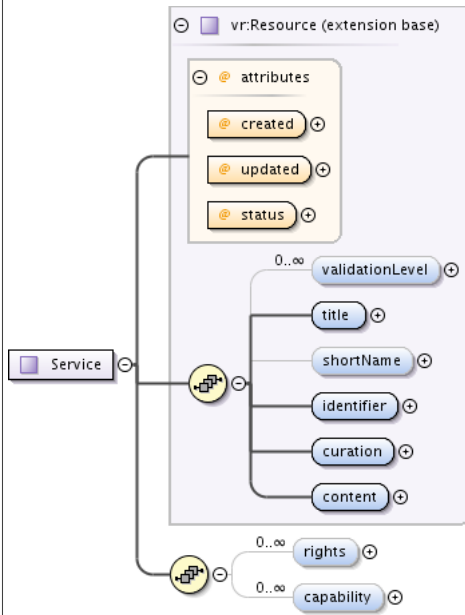 vr:Resource (extension base)
@ attributes
@ created
@ updated
@ status
0..∞
validationLevel
title
shortName
Service
identifier
curation
content
0..∞
rights
0..∞
capability